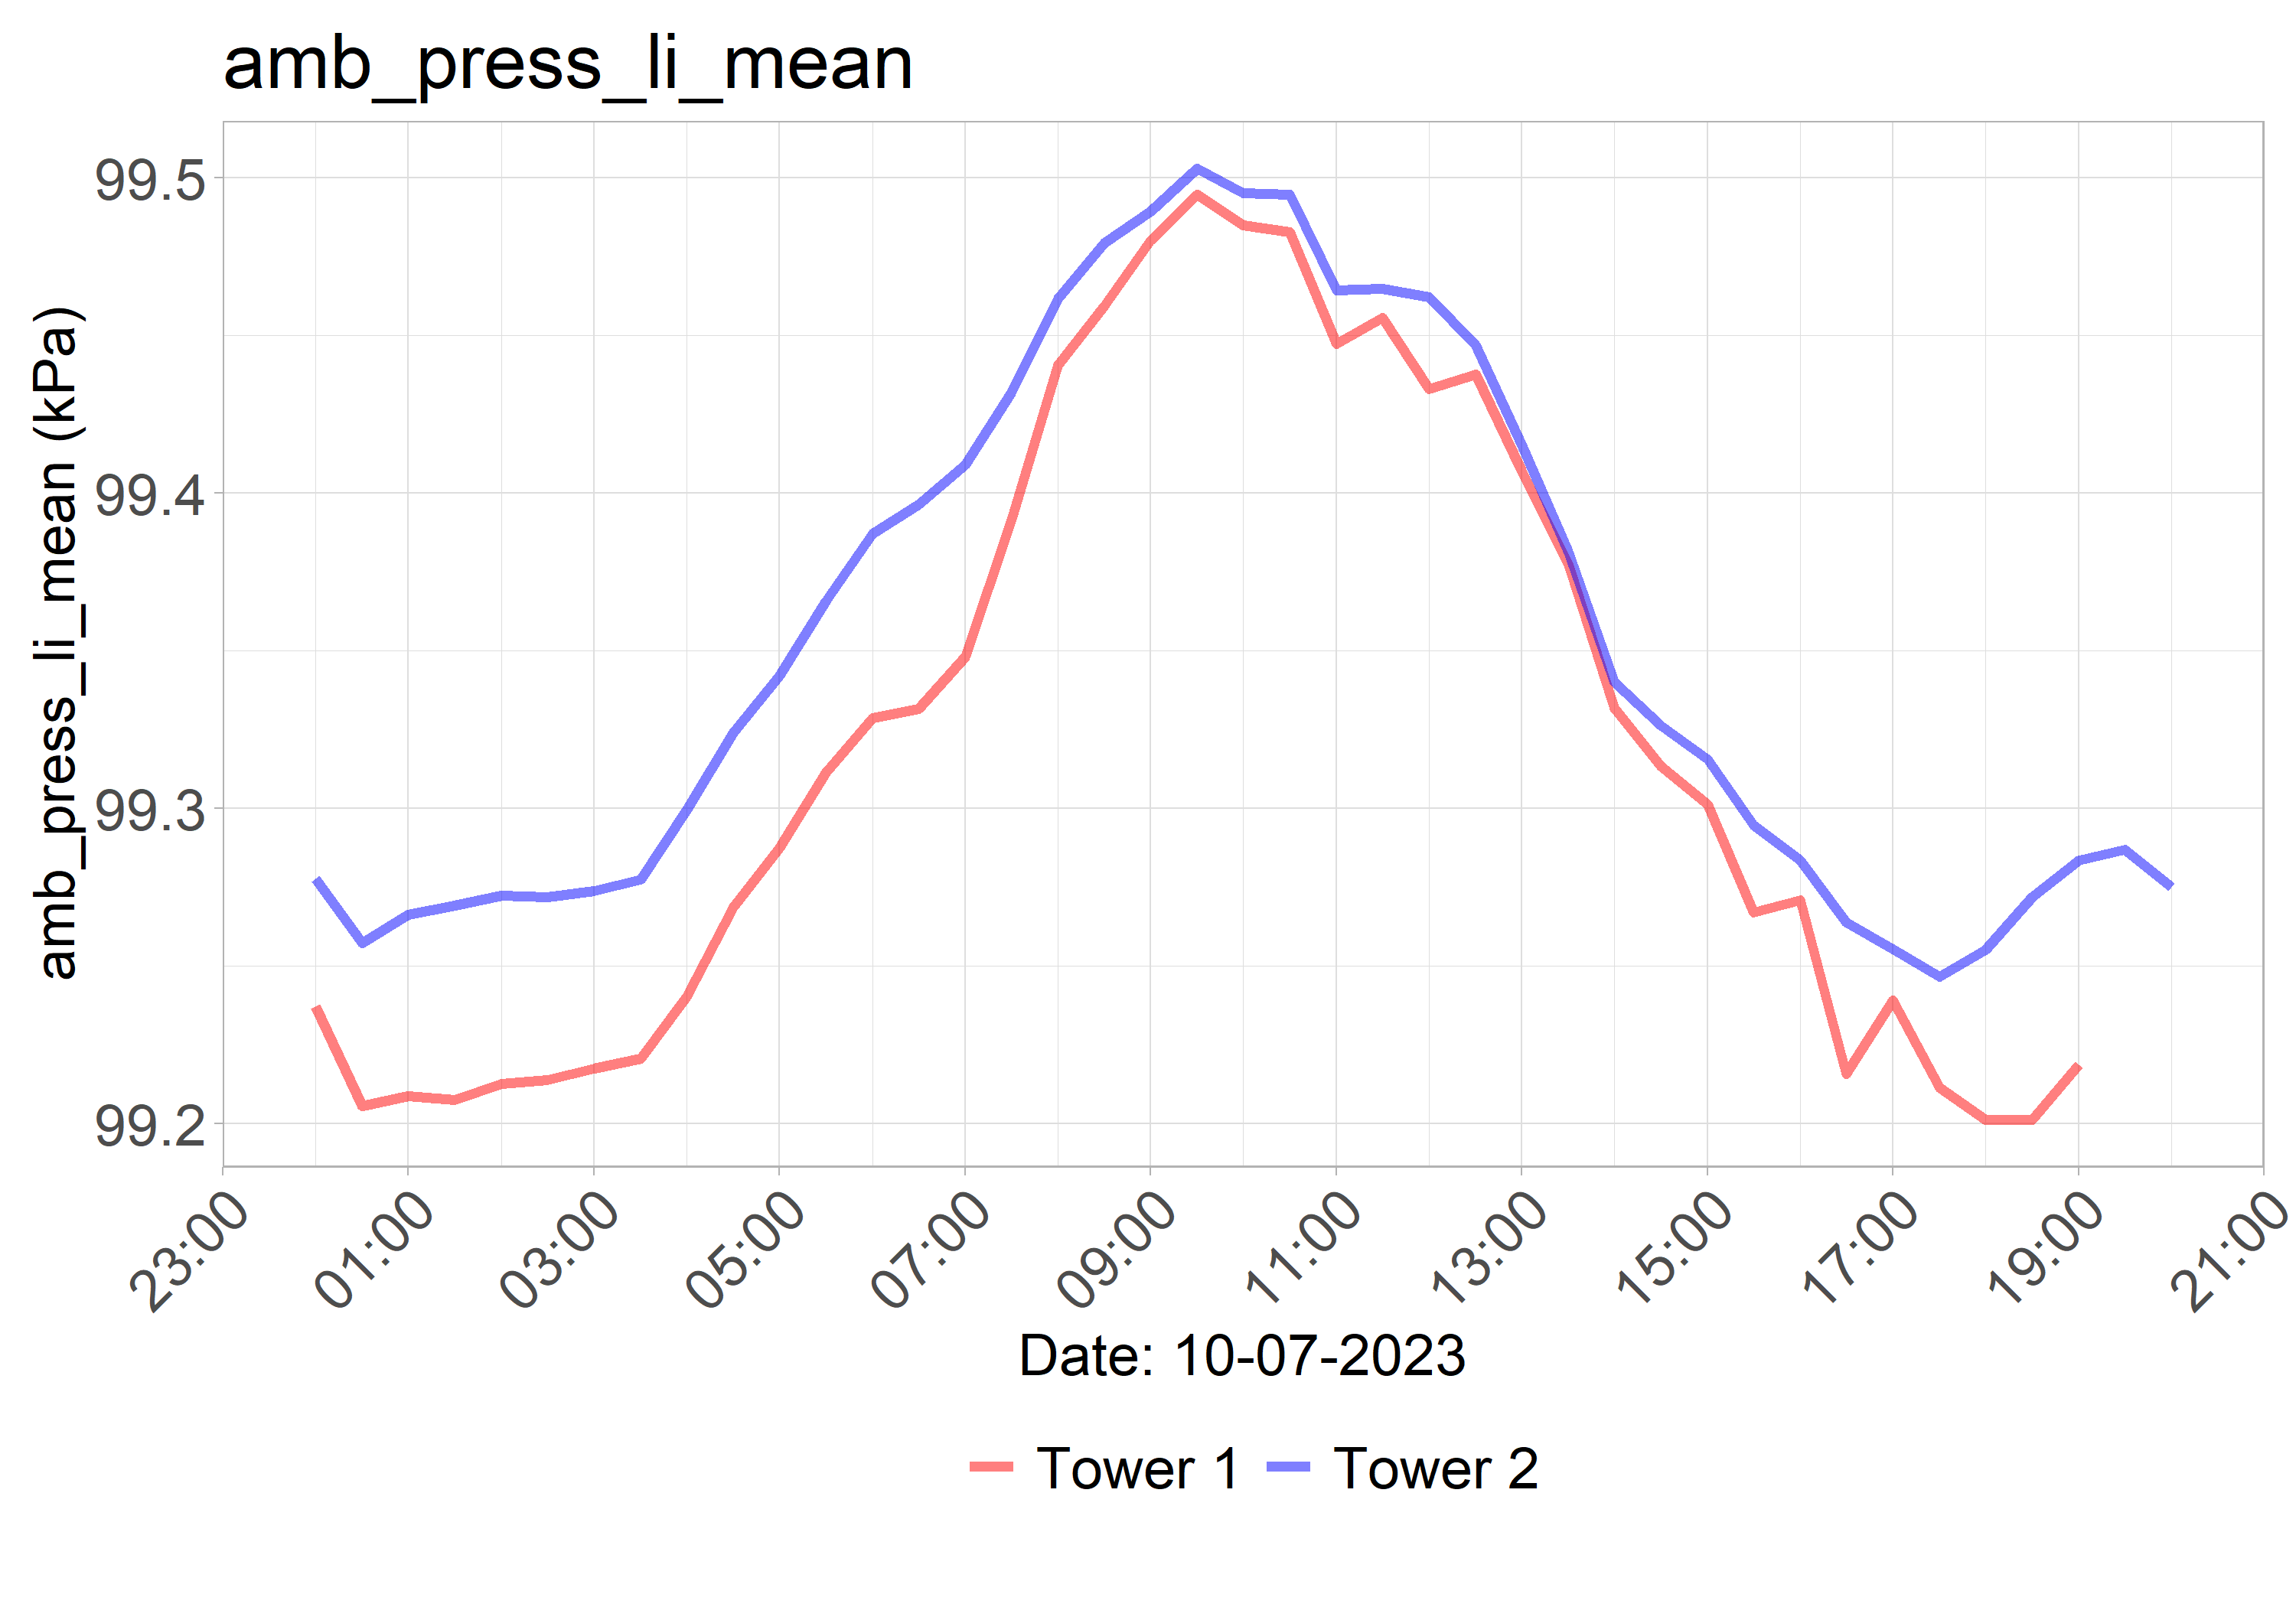 amb_press_li_mean
amb_press_li_mean (kPa)
99.5
99.4
99.3
99.2
23:00 01:00 03:00 05:00 07:00 09:00 11:00 13:00 15:00 17:00 19:00 21:00
Date: 10-07-2023
Tower 1 Tower 2